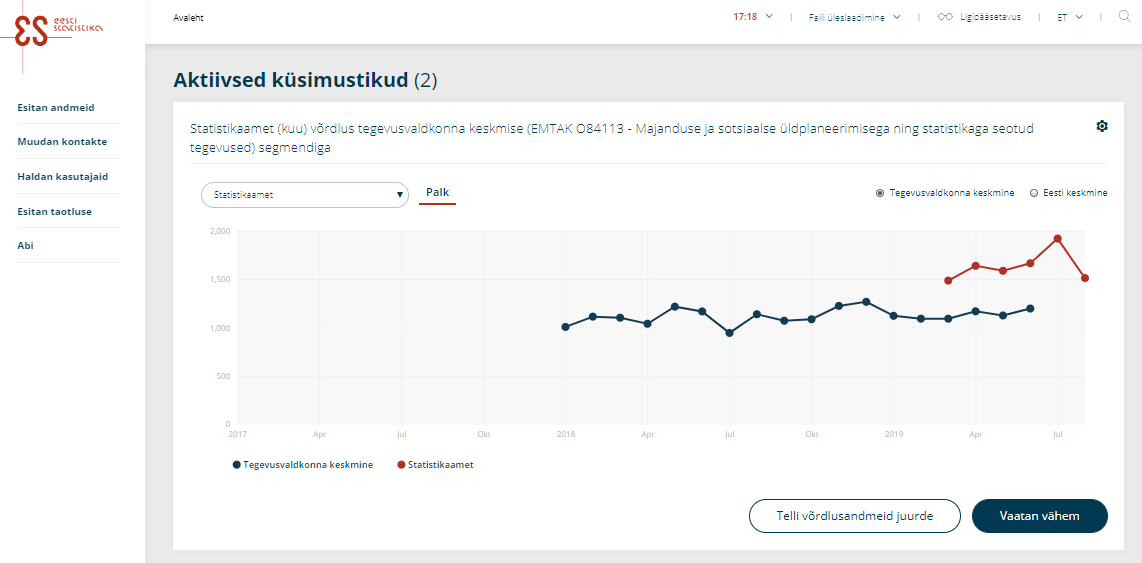 eesti
statistika
Avaleht
17:18
Faili üleslaadimine
Ligipääsetavus
ET
Esitan andmeid
Muudan kontakte
Haldan kasutajaid
Esitan taotluse
Abi
Aktiivsed küsimustikud (2)
Statistikaamet (kuu) võrdlus tegevusvaldkonna keskmise (EMTAK O84113 - Majanduse ja sotsiaalse üldplaneerimisega ning statistikaga seotud
tegevused) segmendiga
Statistikaamet
Palk
Tegevusvaldkonna keskmine
Eesti keskmine
2,000
1,500
1,000
500
0
2017 Apr Jul Okt 2018 Apr Jul Okt 2019 Apr Jul
Tegevusvaldkonna keskmine
Statistikaamet
Telli võrdlusandmeid juurde
Vaatan vähem